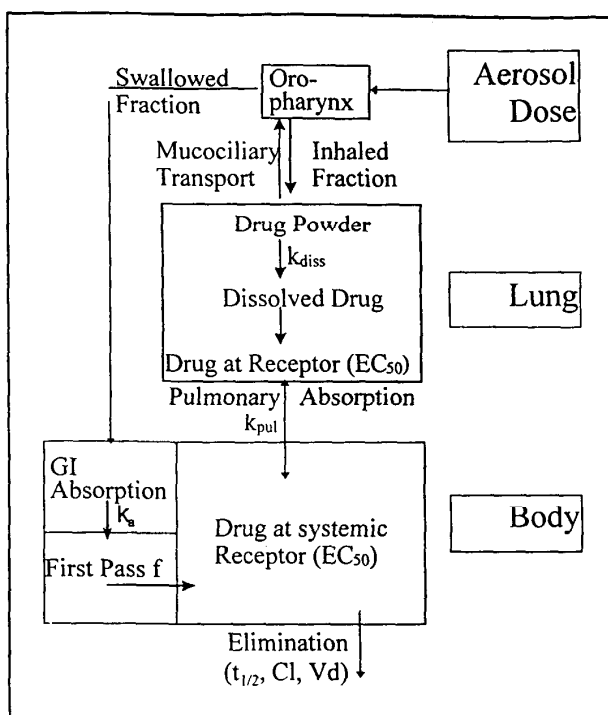 Aerosol
Dose
Oro-
pharynx
Swallowed
Fraction
Mucociliary
Transport
Inhaled
Fraction
Drug Powder
kdiss
Dissolved Drug
Drug at Receptor (EC50)
Lung
Pulmonary Absorption
kpul
GI
Absorption
ka
First Pass f
Drug at systemic
Receptor (EC50)
Body
Elimination
(t1/2, Cl, Vd)